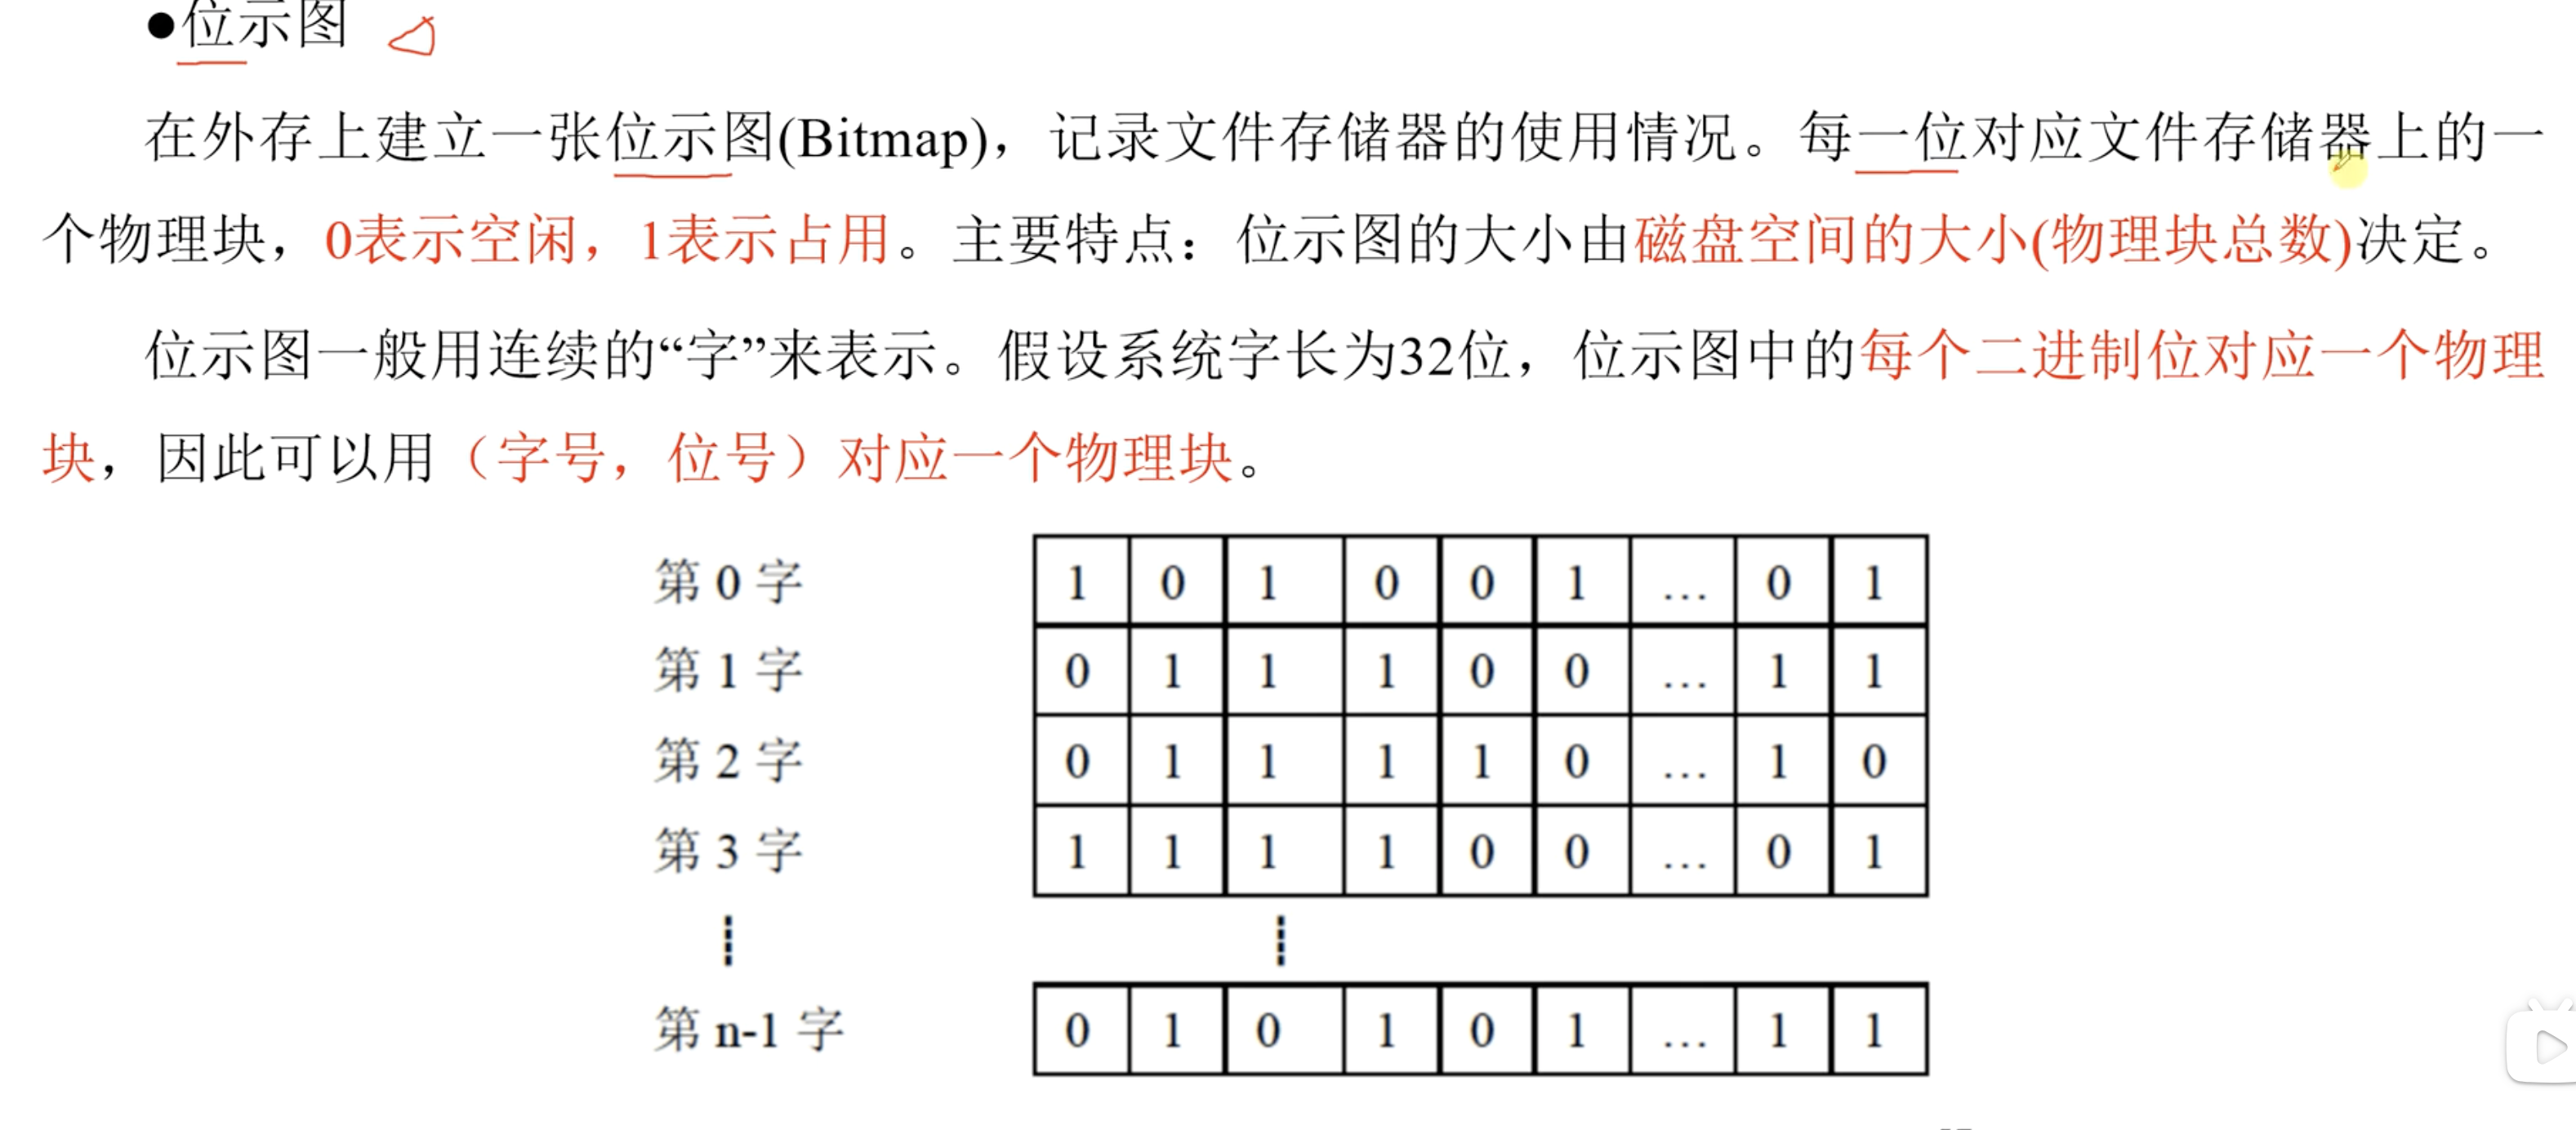 ●位示图
在外存上建立一张位示图(Bitmap)，记录文件存储器的使用情况。每一位对应文件存储器上的一
个物理块，0表示空闲，1表示占用。主要特点：位示图的大小由磁盘空间的大小(物理块总数)决定。
位示图一般用连续的“字”来表示。假设系统字长为32位，位示图中的每个二进制位对应一个物理
块，因此可以用（字号，位号）对应一个物理块。
第 0 字 1 0 1 0 0 1 … 0 1
第 1 字 0 1 1 1 0 0 … 1 1
第 2 字 0 1 1 1 1 0 … 1 0
第 3 字 1 1 1 1 0 0 … 0 1
第 n-1 字 0 1 0 1 0 1 … 1 1